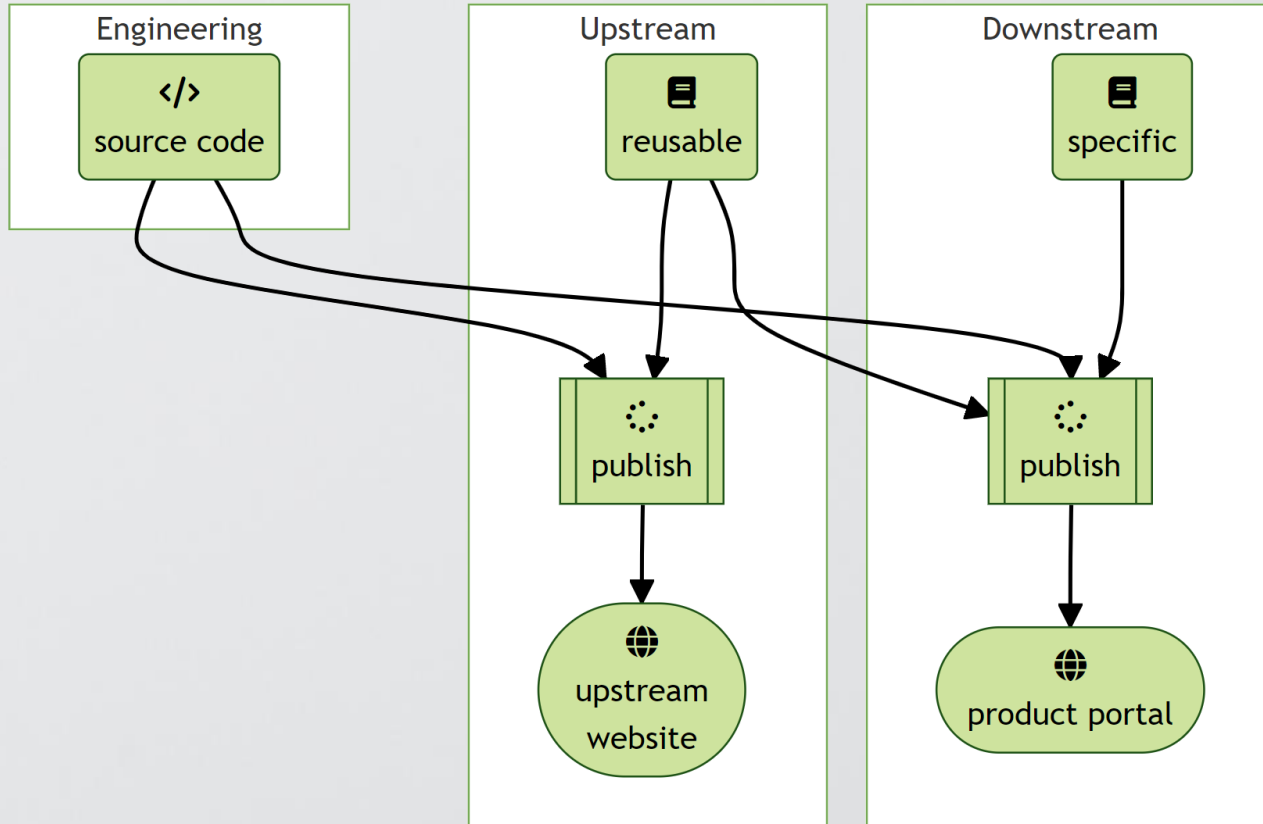 Engineering
Upstream
Downstream
source code
reusable
specific
publish
publish
upstream
website
product portal